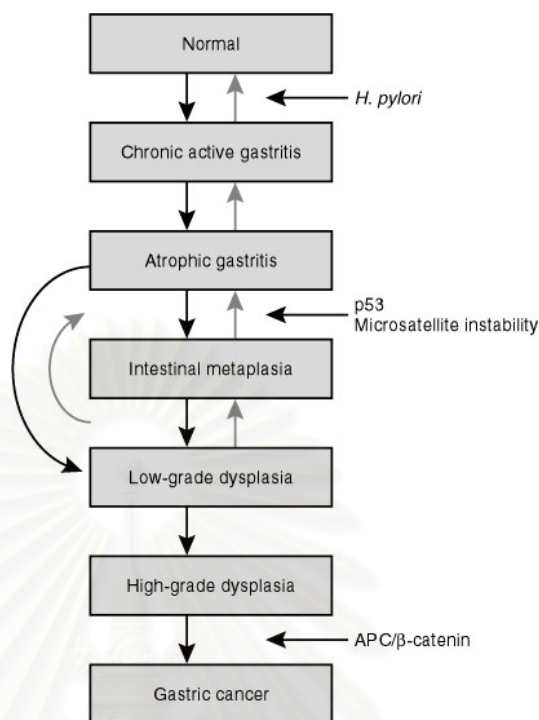 Normal
H. pylori
Chronic active gastritis
Atrophic gastritis
p53
Microsatellite instability
Intestinal metaplasia
Low-grade dysplasia
High-grade dysplasia
APC/β-catenin
Gastric cancer